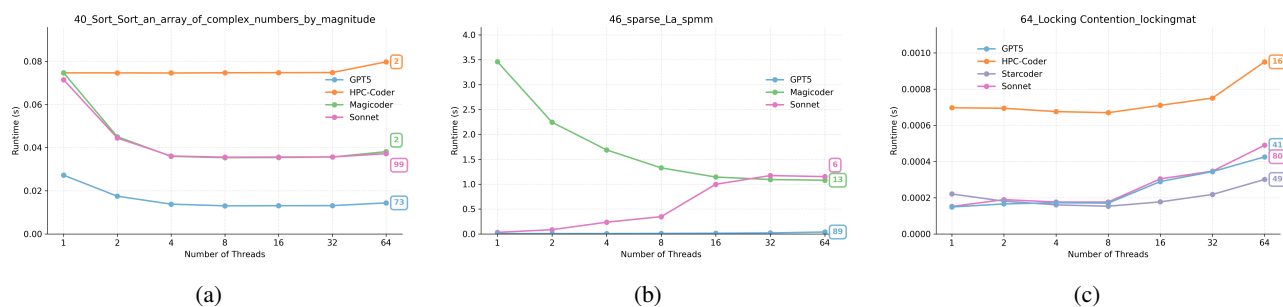 40_Sort_Sort_an_array_of_complex_numbers_by_magnitude
Runtime (s)
0.08
0.06
0.04
0.02
0.00
GPT5
HPC-Coder
Magicoder
Sonnet
2
2
99
73
1 2 4 8 16 32 64
Number of Threads
(a)
46_sparse_La_spmm
Runtime (s)
4.0
3.5
3.0
2.5
2.0
1.5
1.0
0.5
0.0
GPT5
Magicoder
Sonnet
6
13
89
1 2 4 8 16 32 64
Number of Threads
(b)
64_Locking Contention_lockingmat
Runtime (s)
0.0010
0.0008
0.0006
0.0004
0.0002
0.0000
GPT5
HPC-Coder
Starcoder
Sonnet
16
41
80
49
1 2 4 8 16 32 64
Number of Threads
(c)